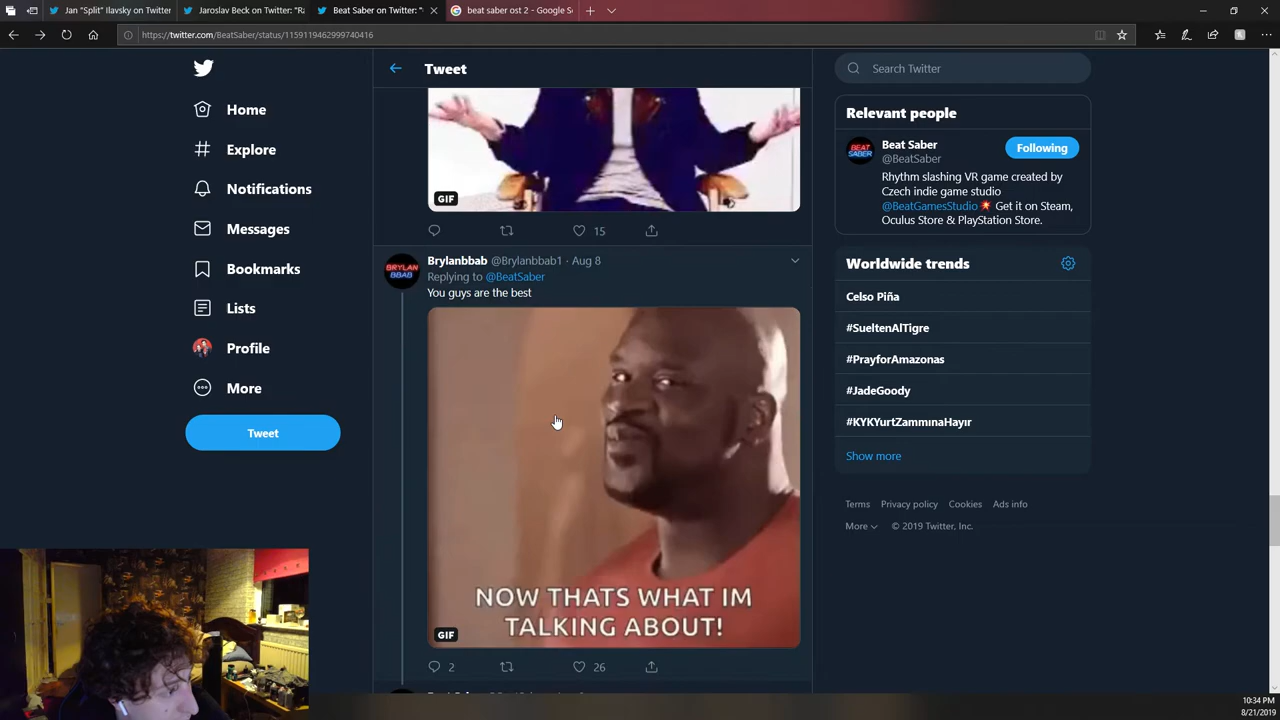 Jan "Split" Ilavsky on Twitter
Jaroslav Beck on Twitter: "Ra
Beat Saber on Twitter: "
beat saber ost 2 - Google Se
https://twitter.com/BeatSaber/status/1159119462999740416
Home
Explore
Notifications
Messages
Bookmarks
Lists
Profile
More
Tweet
Tweet
GIF
15
Brylanbbab @Brylanbbab1 · Aug 8
Replying to @BeatSaber
You guys are the best
BRYLAN
BBAB
NOW THATS WHAT IM
TALKING ABOUT!
GIF
2
26
Search Twitter
Relevant people
BEAT
SABER
Beat Saber
@BeatSaber
Following
Rhythm slashing VR game created by
Czech indie game studio
@BeatGamesStudio 💥 Get it on Steam,
Oculus Store & PlayStation Store.
Worldwide trends
Celso Piña
#SueltenAlTigre
#PrayforAmazonas
#JadeGoody
#KYKYurtZammınaHayır
Show more
Terms Privacy policy Cookies Ads info
More © 2019 Twitter, Inc.
10:34 PM
8/21/2019